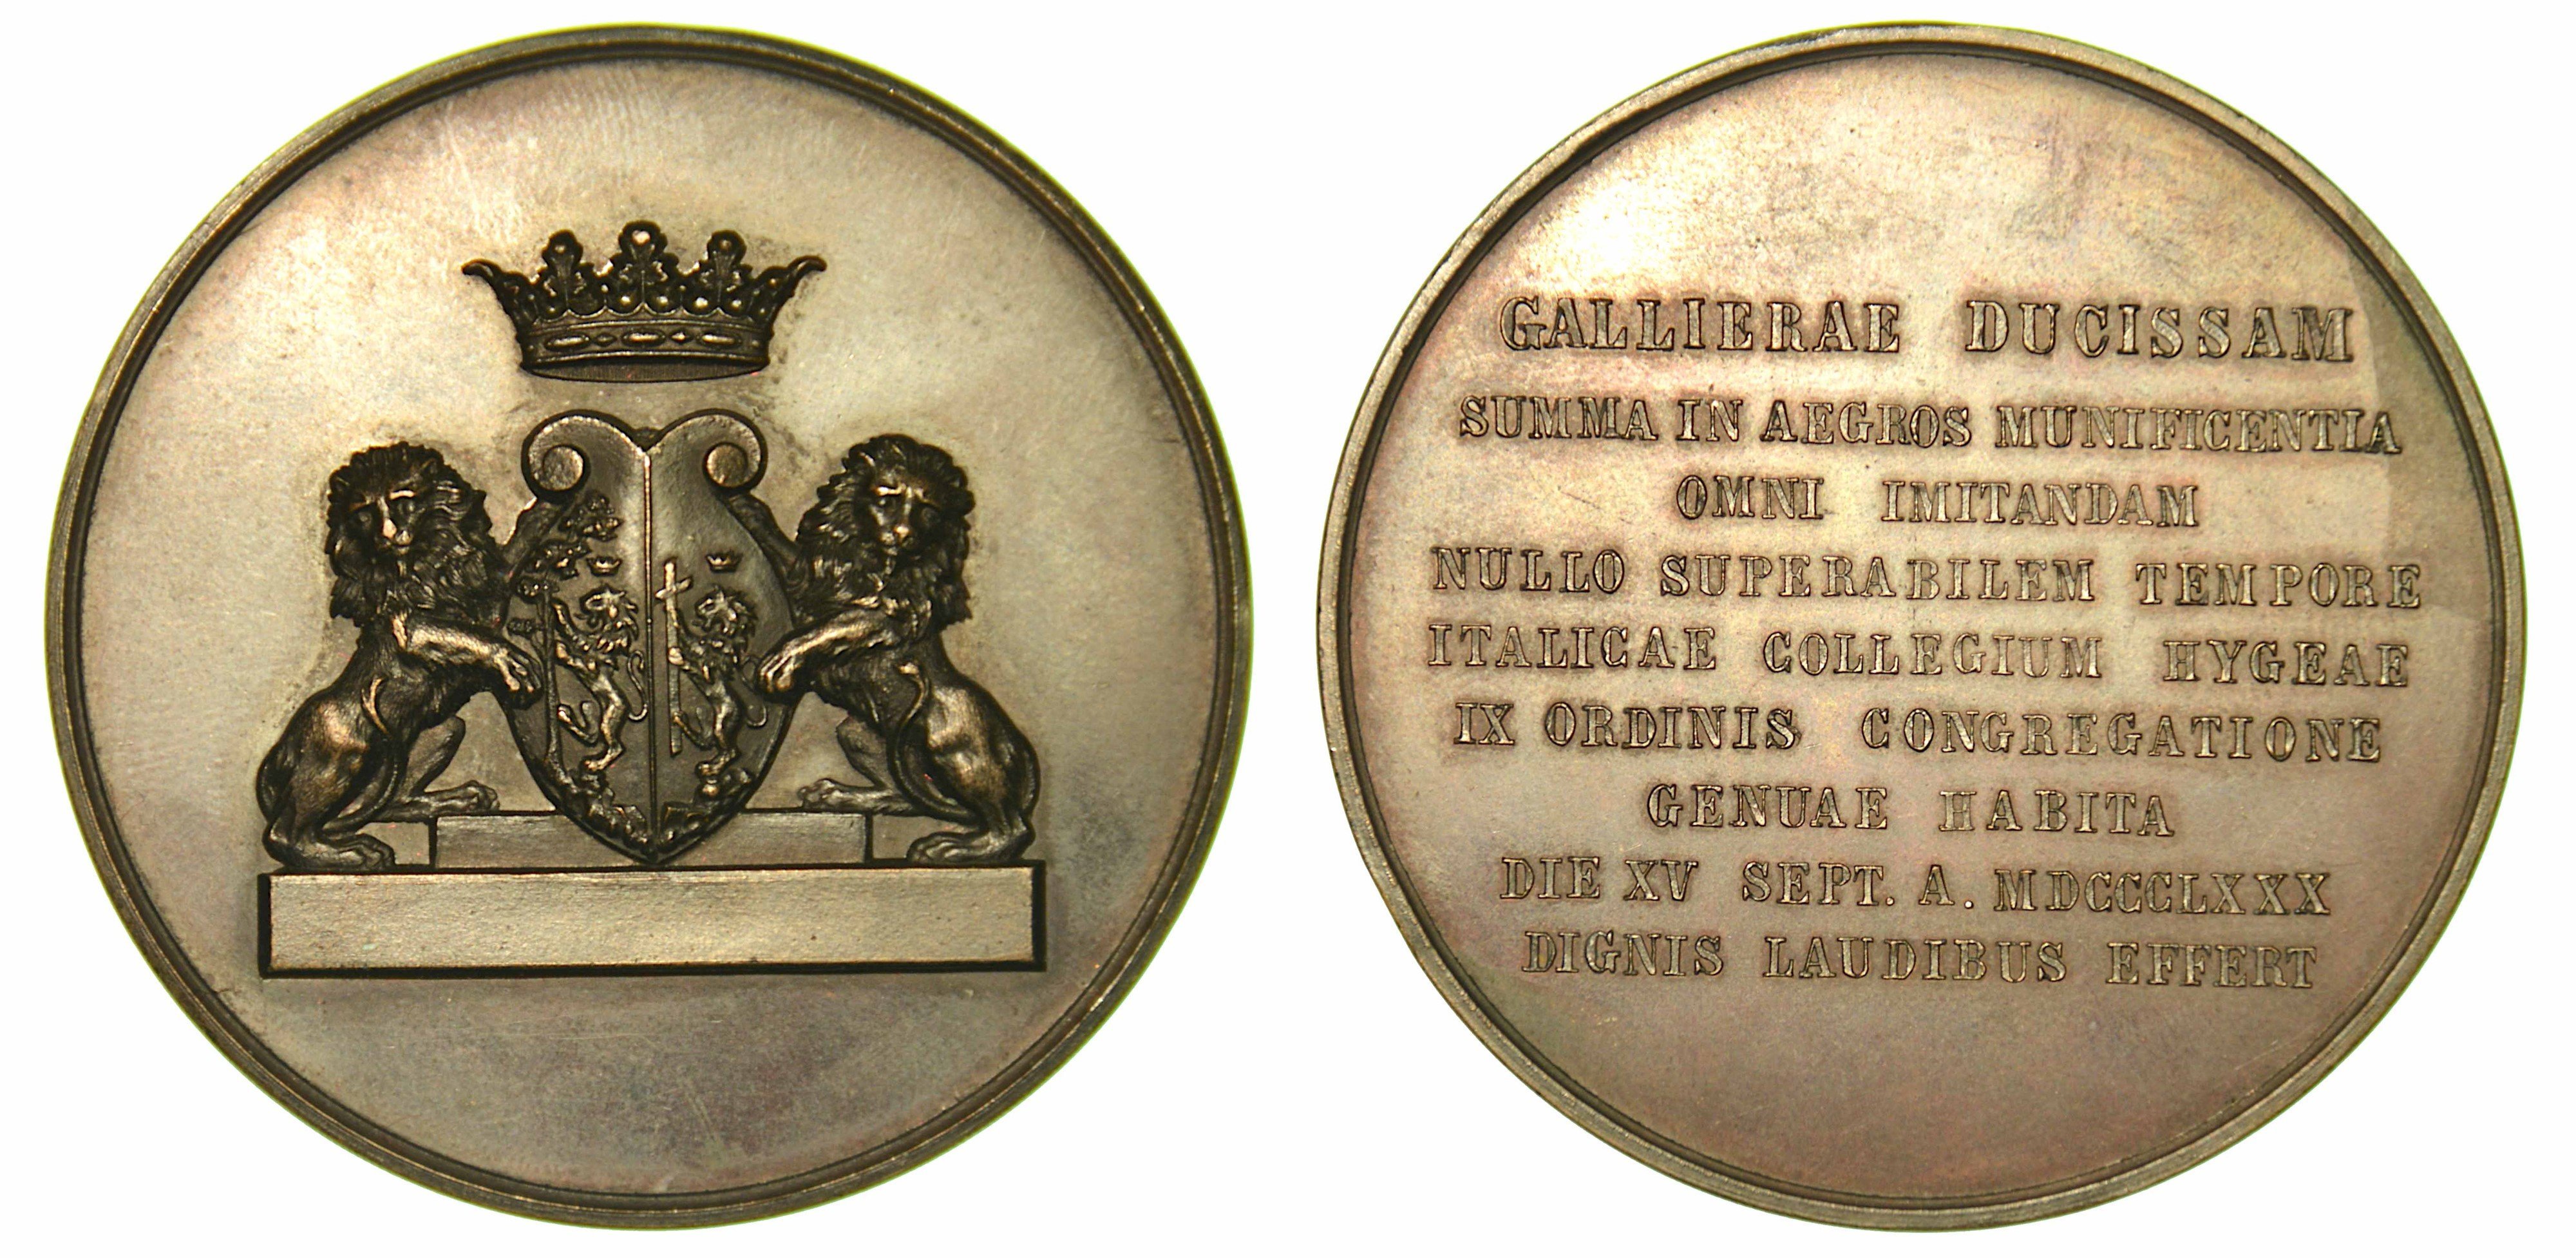 GALLIERAE DUCISSAM
SUMMA IN AEGROS MUNIFICENTIA
OMNI IMITANDAM
NULLO SUPERABILEM TEMPORE
ITALICAE COLLEGIUM HYGEAE
IX ORDINIS CONGREGATIONE
GENUAE HABITA
DIE XV SEPT. A. MDCCCLXXX
DIGNIS LAUDIBUS EFFERT